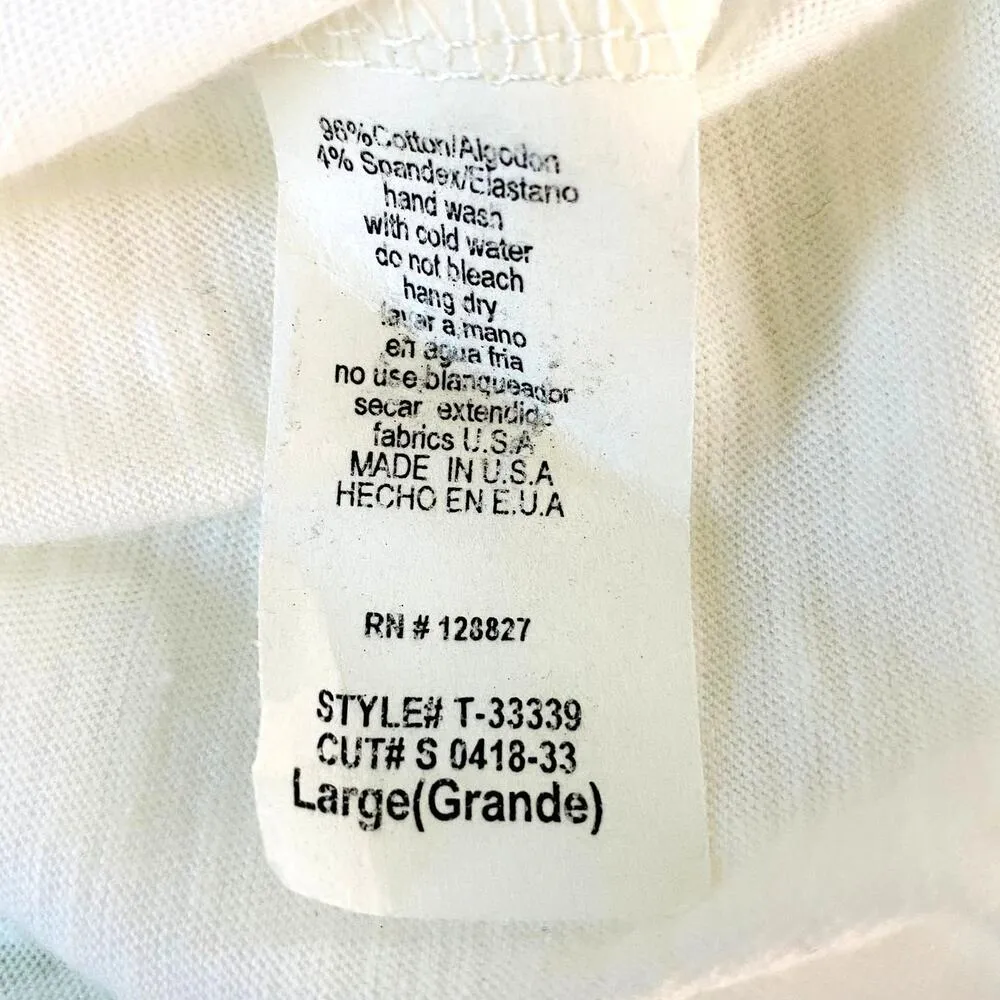 96%Cotton/Algodon
4% Spandex/Elastano
hand wash
with cold water
do not bleach
hang dry
lavar a mano
en agua fria
no use blanqueador
secar extendido
fabrics U.S.A
MADE IN U.S.A
HECHO EN E.U.A
RN # 128827
STYLE# T-33339
CUT# S 0418-33
Large(Grande)